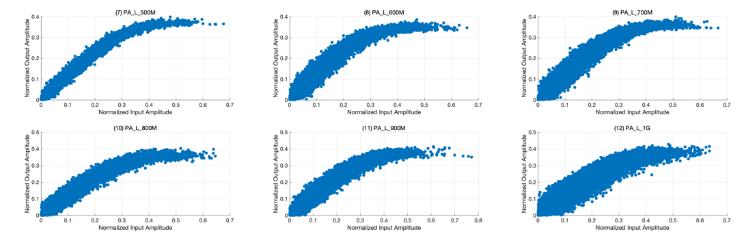 (7) PA_L_500M
(8) PA_L_600M
(9) PA_L_700M
Normalized Output Amplitude
0.4
0.3
0.2
0.1
0
0 0.1 0.2 0.3 0.4 0.5 0.6 0.7
Normalized Input Amplitude
Normalized Output Amplitude
0.4
0.3
0.2
0.1
0
0 0.1 0.2 0.3 0.4 0.5 0.6 0.7 0.8
Normalized Input Amplitude
Normalized Output Amplitude
0.4
0.3
0.2
0.1
0
0 0.1 0.2 0.3 0.4 0.5 0.6 0.7
Normalized Input Amplitude
(10) PA_L_800M
(11) PA_L_900M
(12) PA_L_1G
Normalized Output Amplitude
0.5
0.4
0.3
0.2
0.1
0
0 0.1 0.2 0.3 0.4 0.5 0.6 0.7
Normalized Input Amplitude
Normalized Output Amplitude
0.5
0.4
0.3
0.2
0.1
0
0 0.1 0.2 0.3 0.4 0.5 0.6 0.7 0.8
Normalized Input Amplitude
Normalized Output Amplitude
0.5
0.4
0.3
0.2
0.1
0
0 0.1 0.2 0.3 0.4 0.5 0.6 0.7
Normalized Input Amplitude